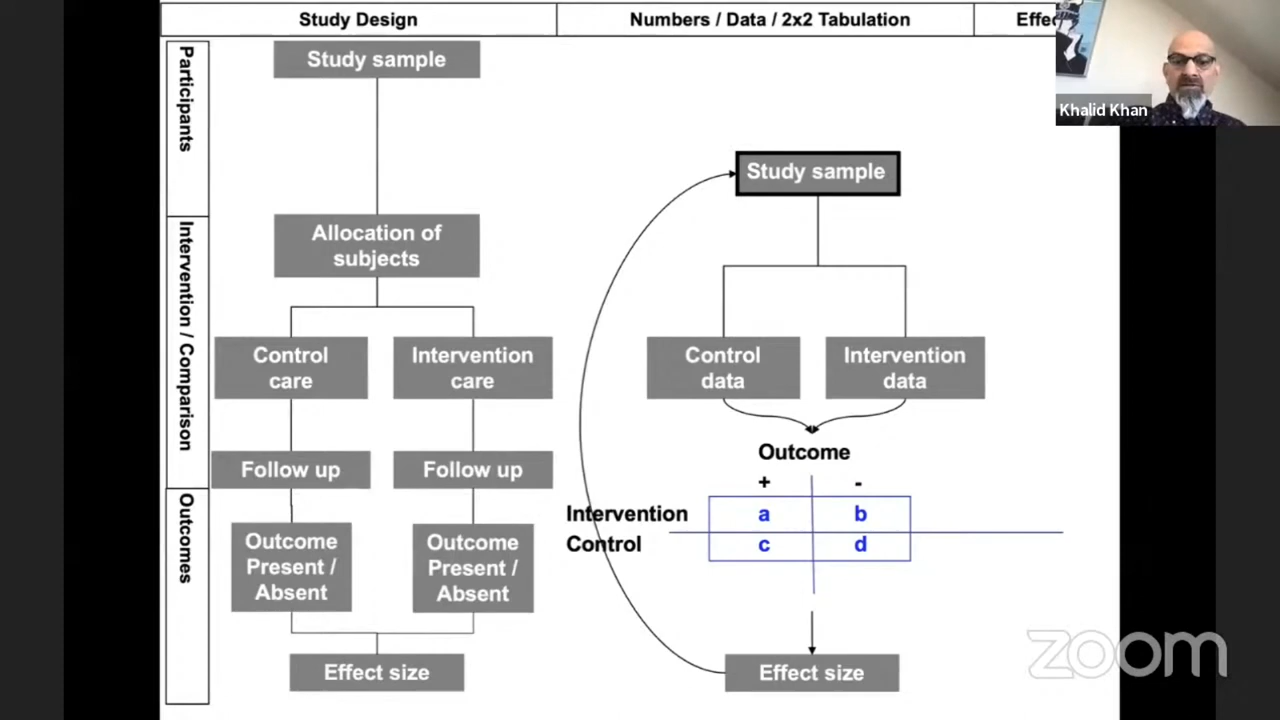 Study Design
Numbers / Data / 2x2 Tabulation
Effec
Khalid Khan
Participants
Intervention / Comparison
Outcomes
Study sample
Allocation of
subjects
Control
care
Intervention
care
Follow up
Follow up
Outcome
Present /
Absent
Outcome
Present /
Absent
Effect size
Study sample
Control
data
Intervention
data
Outcome
+ -
Intervention a b
Control c d
Effect size
zoom